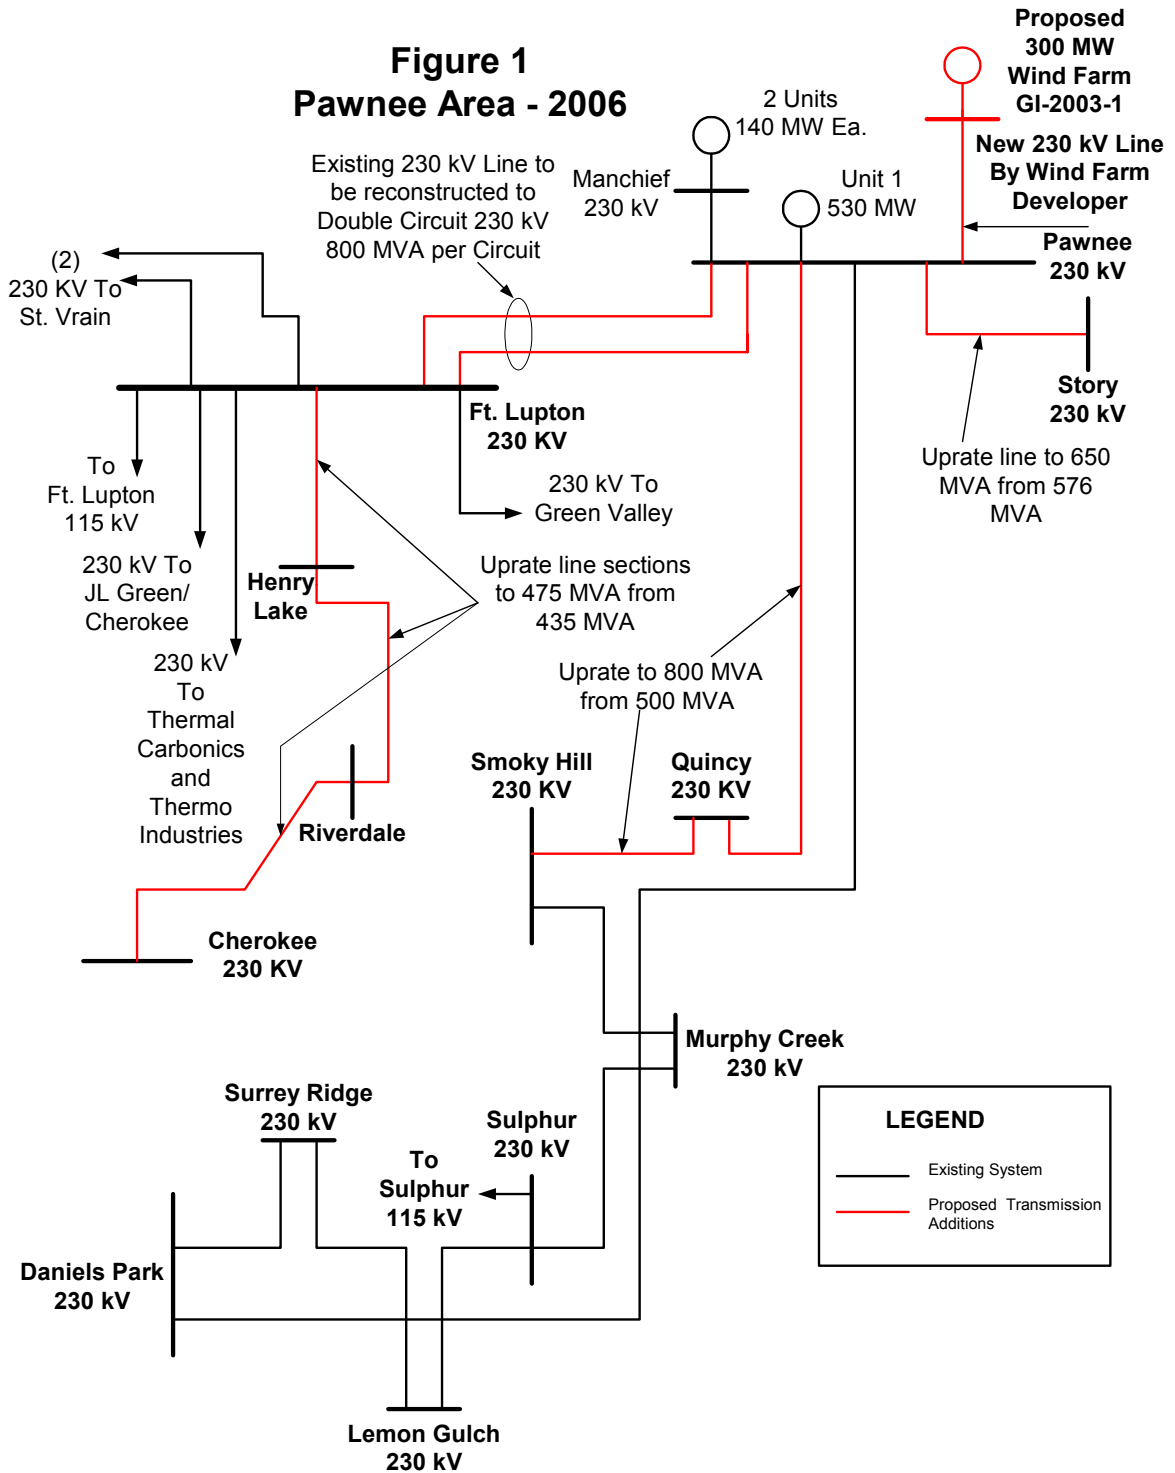 Figure 1
Pawnee Area - 2006
Proposed
300 MW
Wind Farm
GI-2003-1
New 230 kV Line
By Wind Farm
Developer
2 Units
140 MW Ea.
Existing 230 kV Line to
be reconstructed to
Double Circuit 230 kV
800 MVA per Circuit
Manchief
230 kV
Unit 1
530 MW
Pawnee
230 kV
(2)
230 KV To
St. Vrain
Story
230 kV
Ft. Lupton
230 KV
Uprate line to 650
MVA from 576
MVA
To
Ft. Lupton
115 kV
230 kV To
Green Valley
230 kV To
JL Green/
Cherokee
Henry
Lake
Uprate line sections
to 475 MVA from
435 MVA
230 kV
To
Thermal
Carbonics
and
Thermo
Industries
Uprate to 800 MVA
from 500 MVA
Smoky Hill
230 KV
Quincy
230 KV
Riverdale
Cherokee
230 KV
Murphy Creek
230 kV
Surrey Ridge
230 kV
Sulphur
230 kV
To
Sulphur
115 kV
LEGEND
Existing System
Proposed Transmission
Additions
Daniels Park
230 kV
Lemon Gulch
230 kV